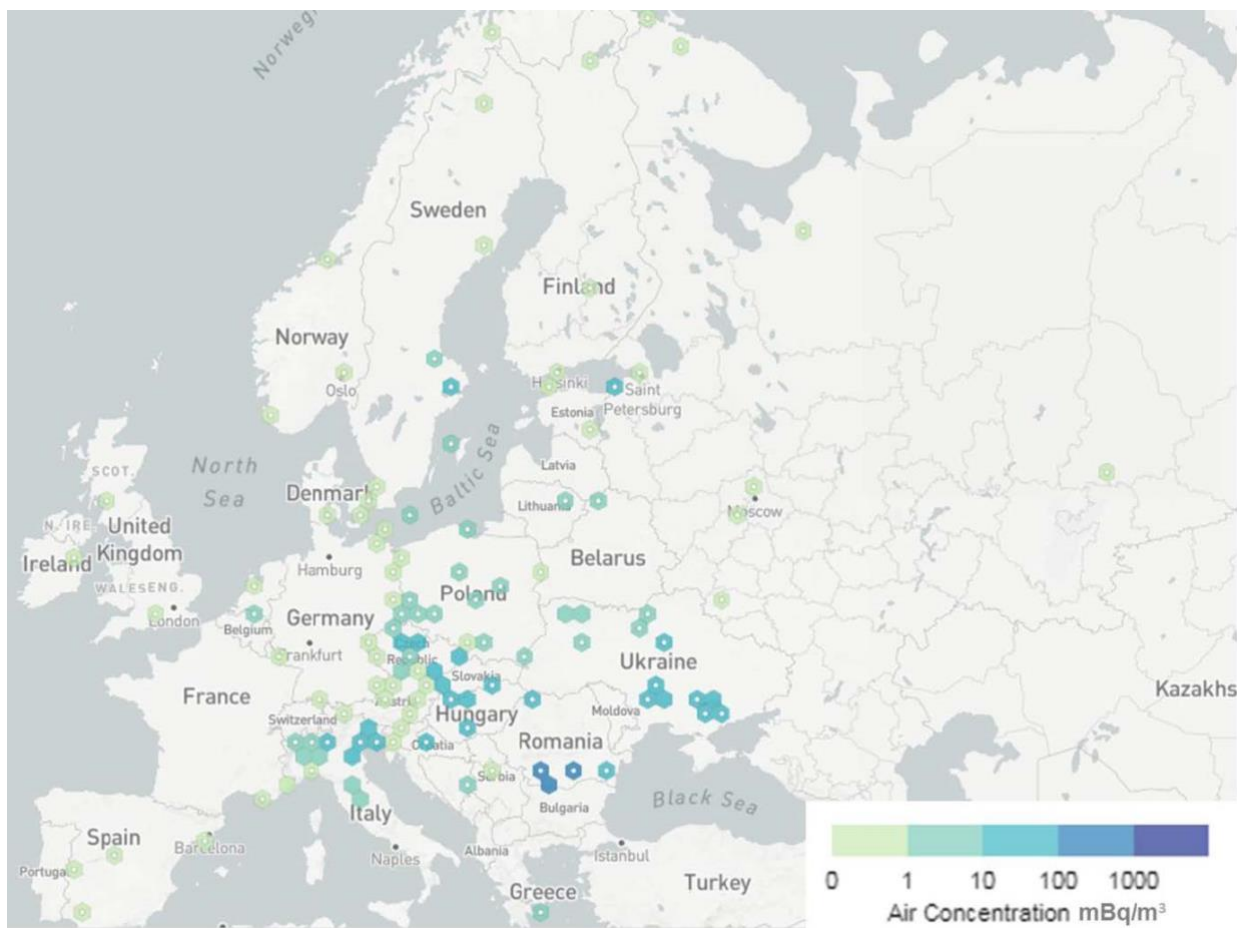 Norwegi
Sweden
Finland
Norway
Oslo
Helsinki
Saint
Petersburg
Estonia
SCOT.
North
Sea
Baltic Sea
Latvia
Denmark
Lithuania
Moscow
N. IRE.
United
Kingdom
Ireland
Belarus
Hamburg
WALES
ENG.
Poland
London
Belgium
Germany
Frankfurt
Czech
Republic
Ukraine
Slovakia
France
Kazakhs
Austria
Switzerland
Hungary
Moldova
Croatia
Romania
Serbia
Bulgaria
Black Sea
Italy
Spain
Barcelona
Naples
Albania
Istanbul
Portugal
Greece
Turkey
0 1 10 100 1000
Air Concentration mBq/m³